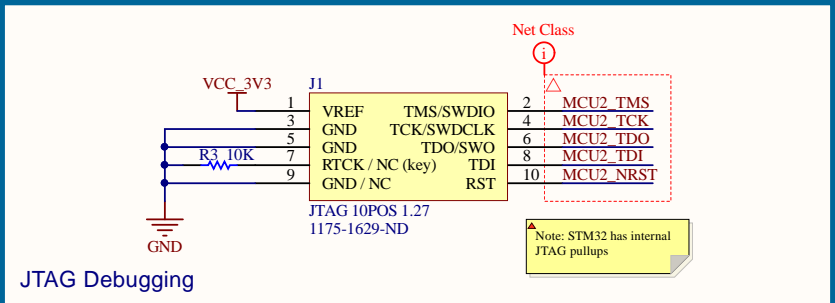 Net Class
i
VCC_3V3
J1
1 VREF TMS/SWDIO 2 MCU2_TMS
3 GND TCK/SWDCLK 4 MCU2_TCK
5 GND TDO/SWO 6 MCU2_TDO
R3 10K 7 RTCK / NC (key) TDI 8 MCU2_TDI
9 GND / NC RST 10 MCU2_NRST
JTAG 10POS 1.27
1175-1629-ND
GND
Note: STM32 has internal
JTAG pullups
JTAG Debugging